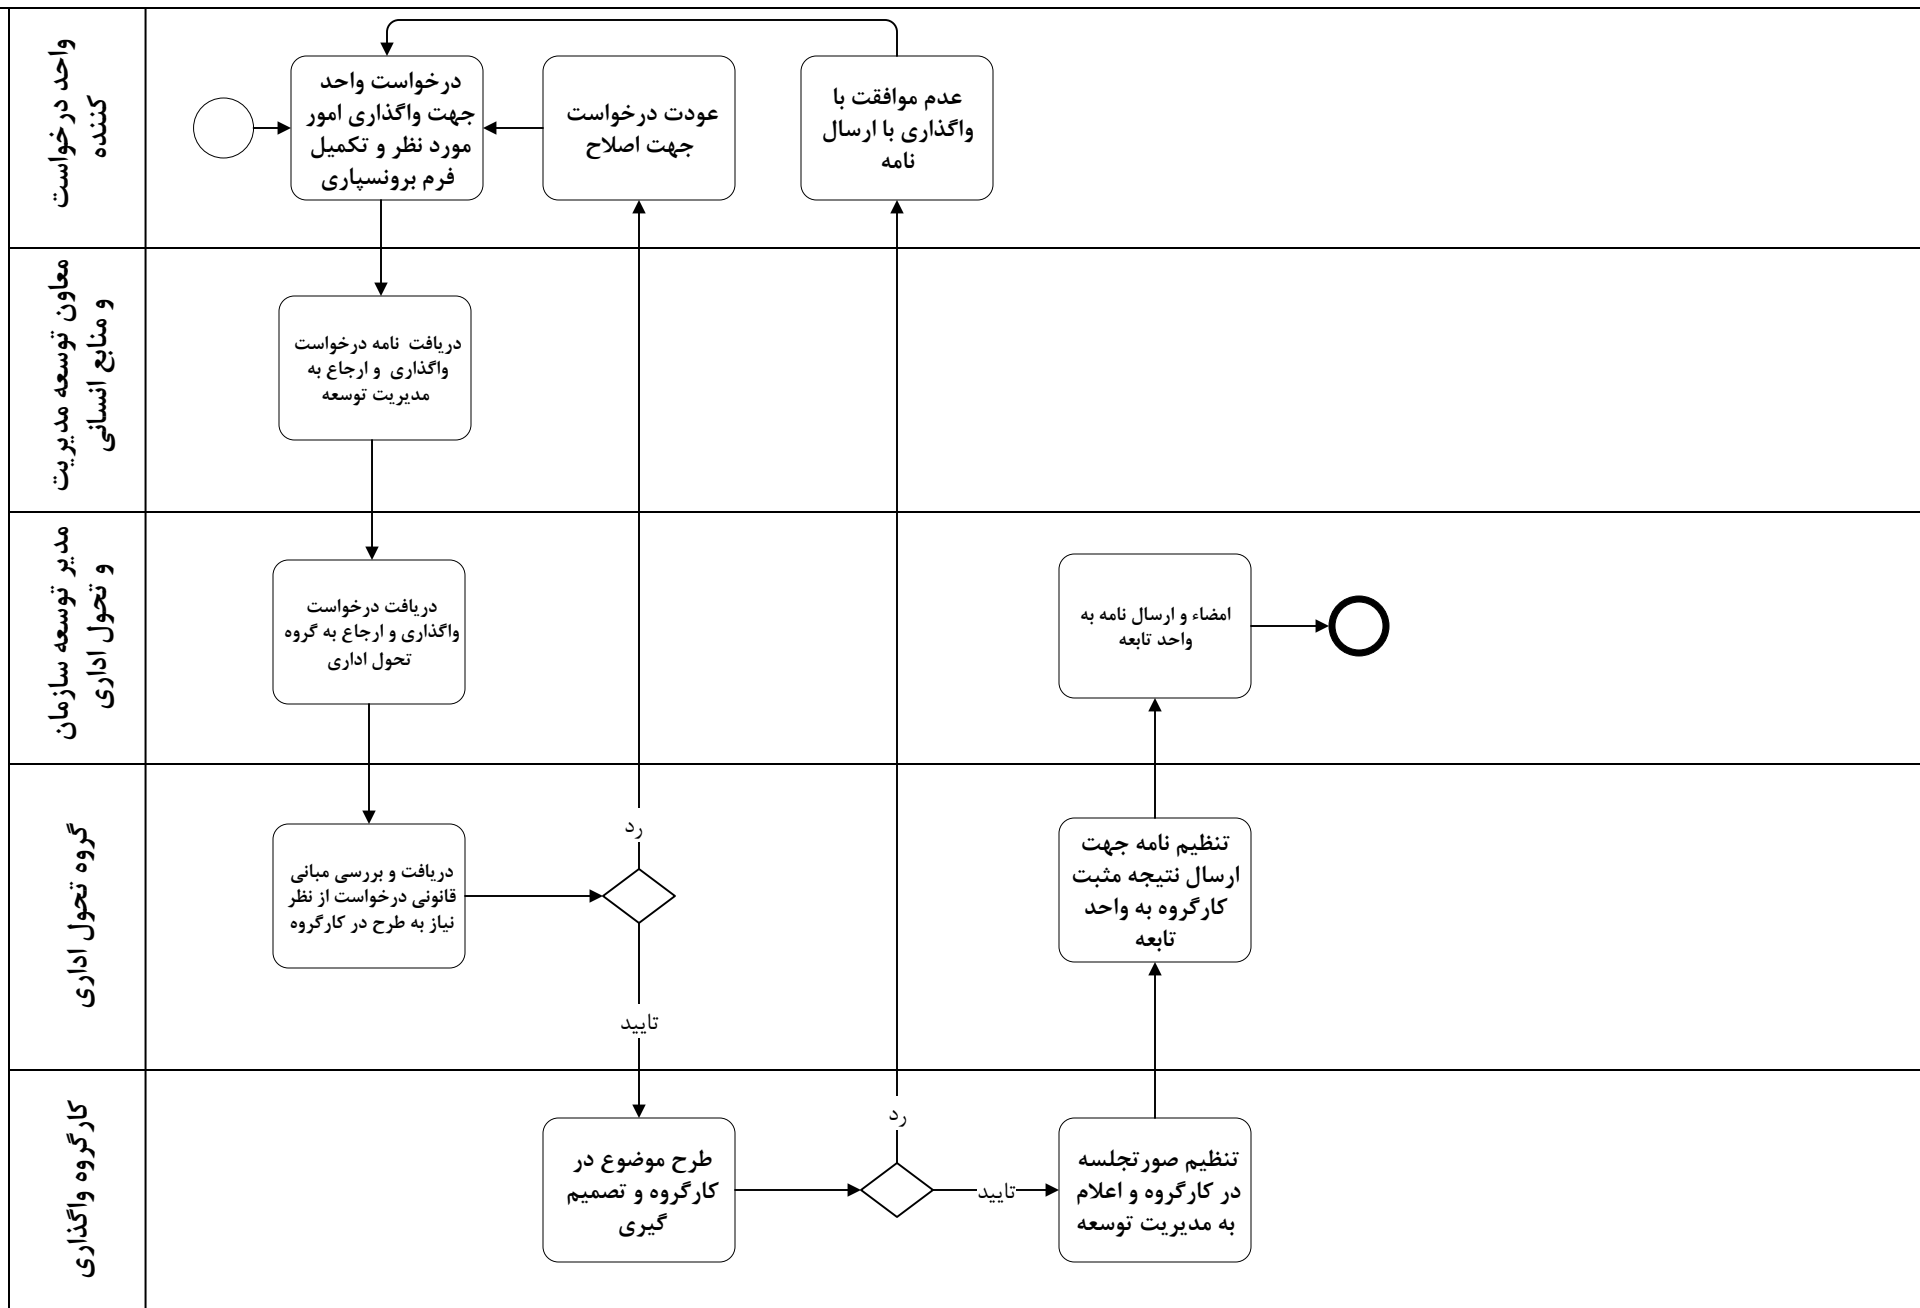 واحد درخواست
کننده
درخواست واحد
جهت واگذاری امور
مورد نظر و تکمیل
فرم برونسپاری
عودت درخواست
جهت اصلاح
عدم موافقت با
واگذاری با ارسال
نامه
معاون توسعه مدیریت
و منابع انسانی
دریافت نامه درخواست
واگذاری و ارجاع به
مدیریت توسعه
مدیر توسعه سازمان
و تحول اداری
دریافت درخواست
واگذاری و ارجاع به گروه
تحول اداری
امضاء و ارسال نامه به
واحد تابعه
گروه تحول اداری
دریافت و بررسی مبانی
قانونی درخواست از نظر
نیاز به طرح در کارگروه
رد
تایید
تنظیم نامه جهت
ارسال نتیجه مثبت
کارگروه به واحد
تابعه
کارگروه واگذاری
طرح موضوع در
کارگروه و تصمیم
گیری
رد
تایید
تنظیم صورتجلسه
در کارگروه و اعلام
به مدیریت توسعه